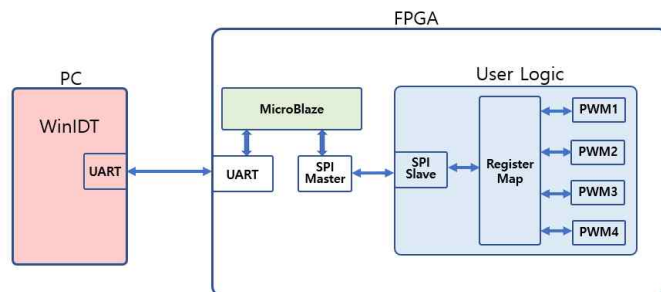 FPGA
PC
User Logic
WinIDT
MicroBlaze
PWM1
UART
UART
SPI
Master
SPI
Slave
Register
Map
PWM2
PWM3
PWM4